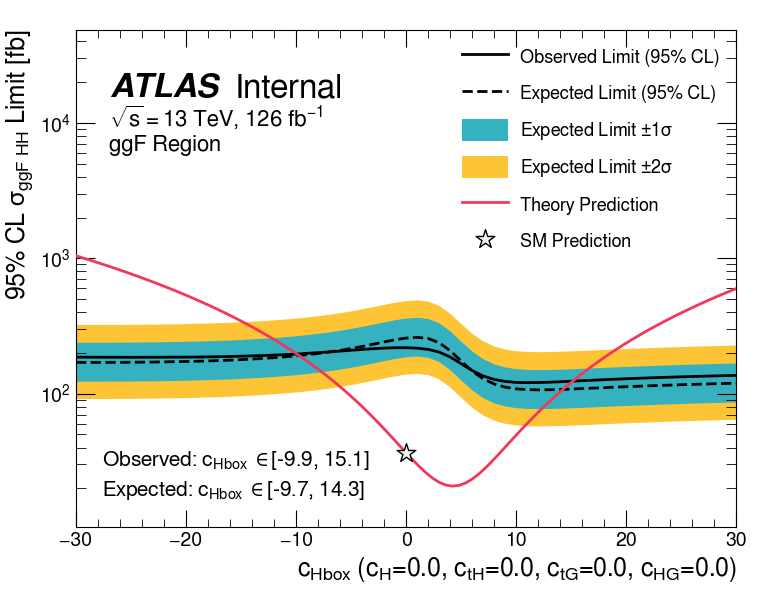 95% CL σggF HH Limit [fb]
ATLAS Internal
√s = 13 TeV, 126 fb⁻¹
ggF Region
Observed Limit (95% CL)
Expected Limit (95% CL)
Expected Limit ±1σ
Expected Limit ±2σ
Theory Prediction
SM Prediction
10⁴
10³
10²
Observed: cHbox ∈[-9.9, 15.1]
Expected: cHbox ∈[-9.7, 14.3]
−30 −20 −10 0 10 20 30
cHbox (cH=0.0, ctH=0.0, ctG=0.0, cHG=0.0)